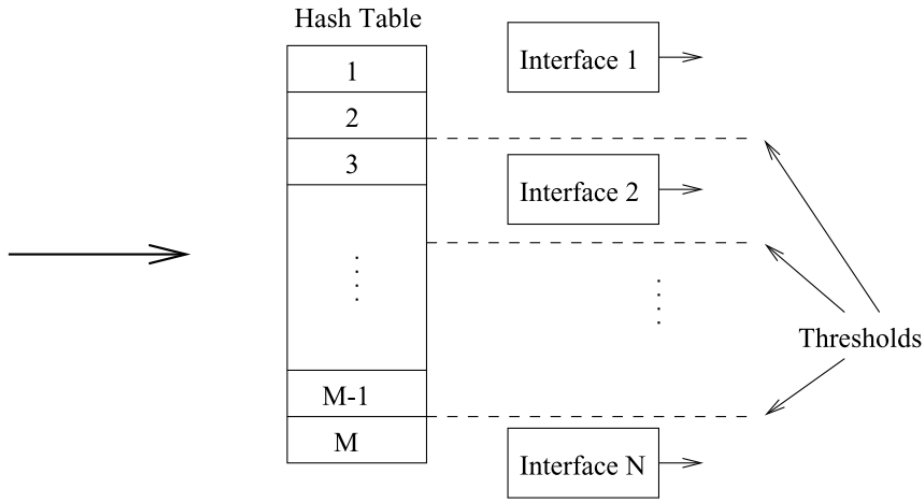 Hash Table
1
2
3
M-1
M
Interface 1
Interface 2
Interface N
Thresholds